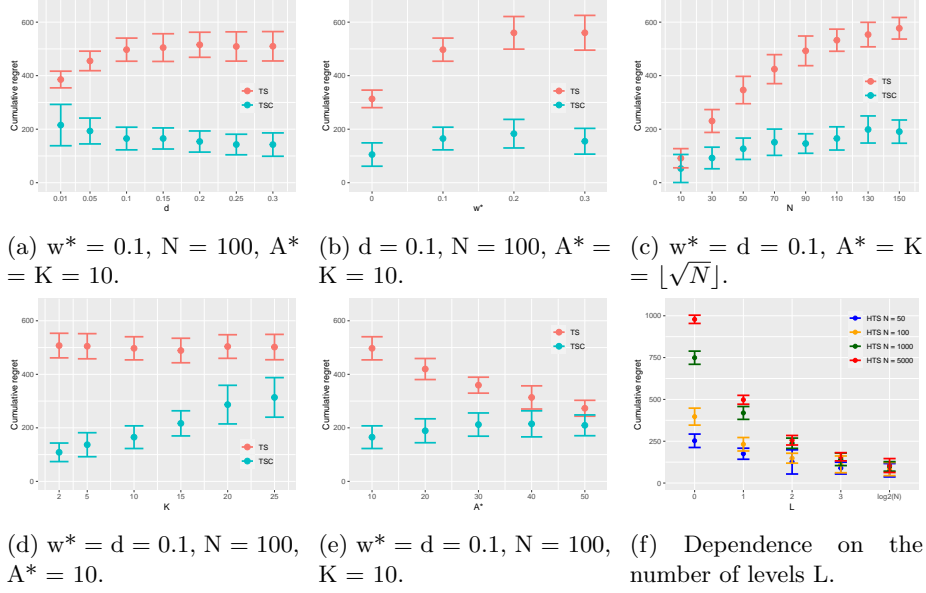 Cumulative regret
600
400
200
0
0.01 0.05 0.1 0.15 0.2 0.25 0.3
d
TS
TSC
Cumulative regret
600
400
200
0
0 0.1 0.2 0.3
w*
TS
TSC
Cumulative regret
600
400
200
0
10 30 50 70 90 110 130 150
N
TS
TSC
(a) w* = 0.1, N = 100, A*
= K = 10.
(b) d = 0.1, N = 100, A* =
K = 10.
(c) w* = d = 0.1, A* = K
= ⌊√N⌋.
Cumulative regret
600
400
200
0
2 5 10 15 20 25
K
TS
TSC
Cumulative regret
600
400
200
0
10 20 30 40 50
A*
TS
TSC
Cumulative regret
1000
750
500
250
0
0 1 2 3 log2(N)
L
HTS N = 50
HTS N = 100
HTS N = 1000
HTS N = 5000
(d) w* = d = 0.1, N = 100,
A* = 10.
(e) w* = d = 0.1, N = 100,
K = 10.
(f) Dependence on the
number of levels L.